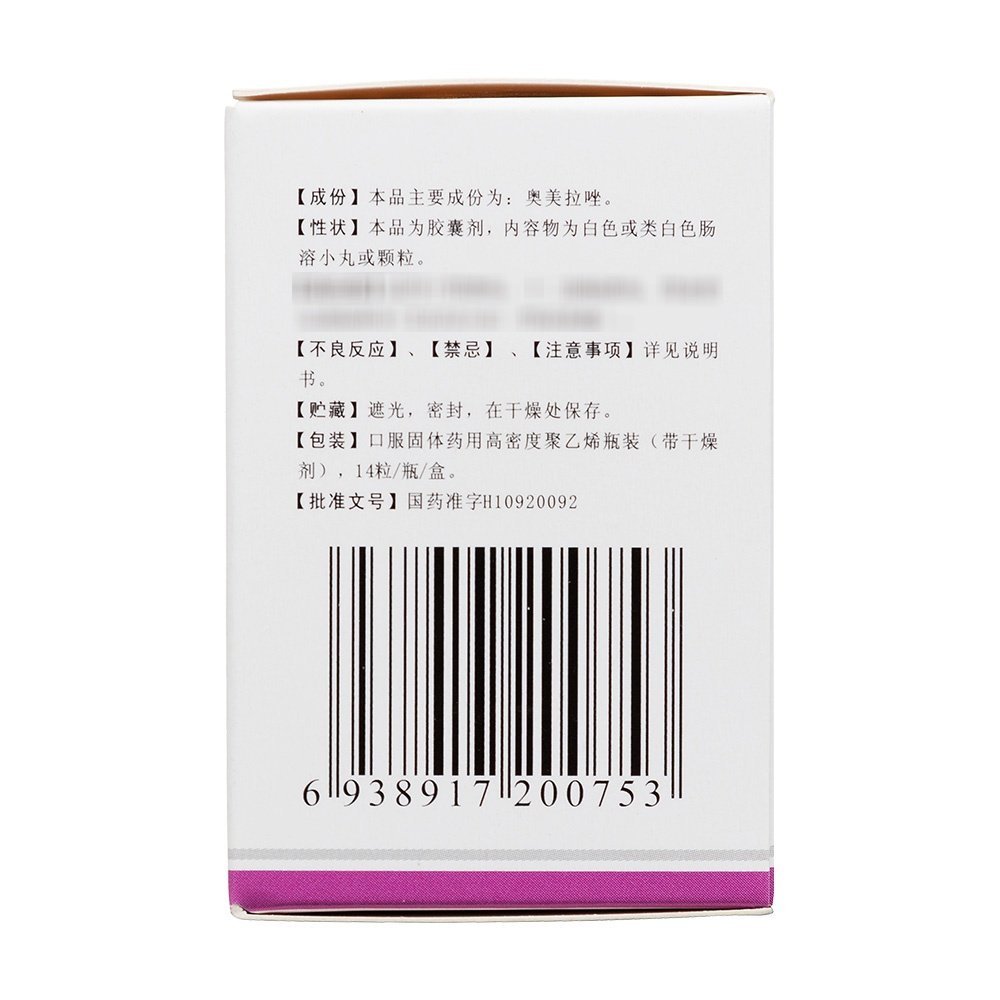 【成份】本品主要成份为：奥美拉唑。
【性状】本品为胶囊剂，内容物为白色或类白色肠
溶小丸或颗粒。
【不良反应】、【禁忌】、【注意事项】详见说明
书。
【贮藏】遮光，密封，在干燥处保存。
【包装】口服固体药用高密度聚乙烯瓶装（带干燥
剂），14粒/瓶/盒。
【批准文号】国药准字H10920092
6 938917 200753